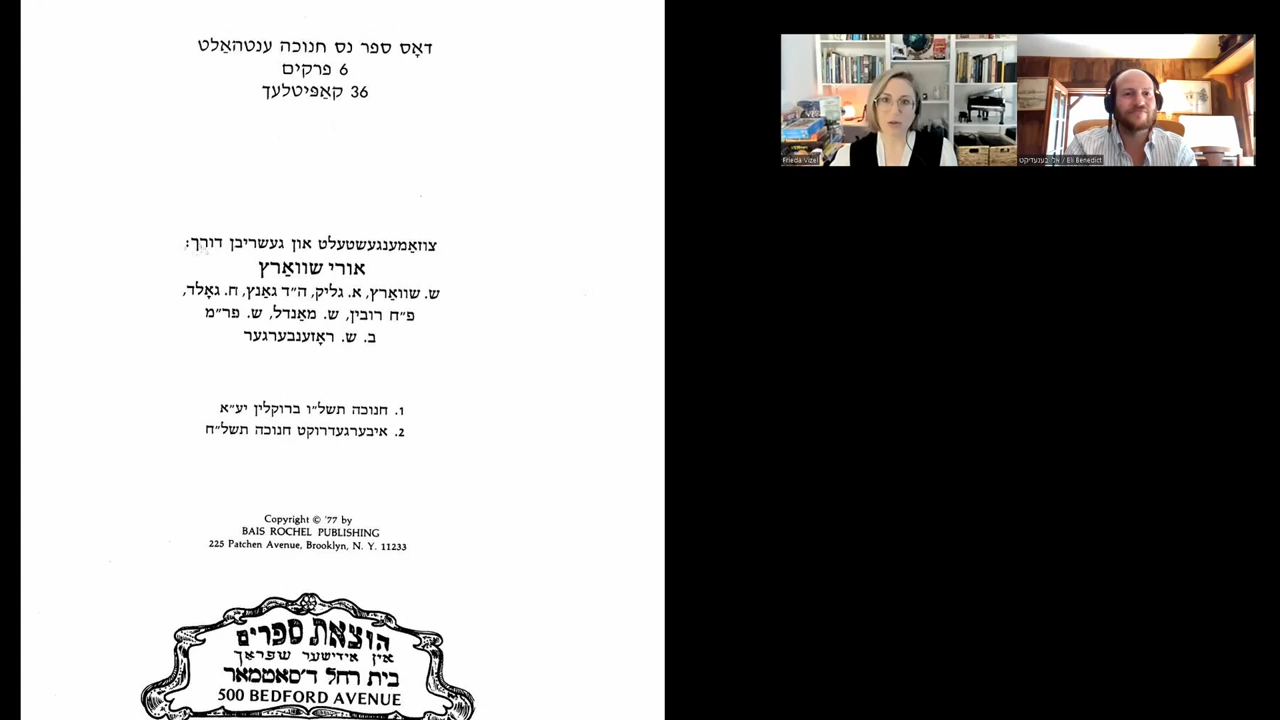 דאָס ספר נס חנוכה ענטהאַלט
6 פרקים
36 קאַפּיטלעך
צוזאַמענגעשטעלט און געשריבן דורך:
אורי שוואַרץ
ש. שוואַרץ, א. גליק, ה״ד גאַנץ, ח. גאָלד,
פ״ח רובין, ש. מאַנדל, ש. פר״מ
ב. ש. ראָזענבערגער
1. חנוכה תשל״ו ברוקלין יע״א
2. איבערגעדרוקט חנוכה תשל״ח
Copyright © '77 by
BAIS ROCHEL PUBLISHING
225 Patchen Avenue, Brooklyn, N. Y. 11233
הוצאת ספרים
אין אידישער שפראך
בית רחל ד׳סאטמאר
500 BEDFORD AVENUE
Frieda Vizel
אלי בענעדיקט / Eli Benedict